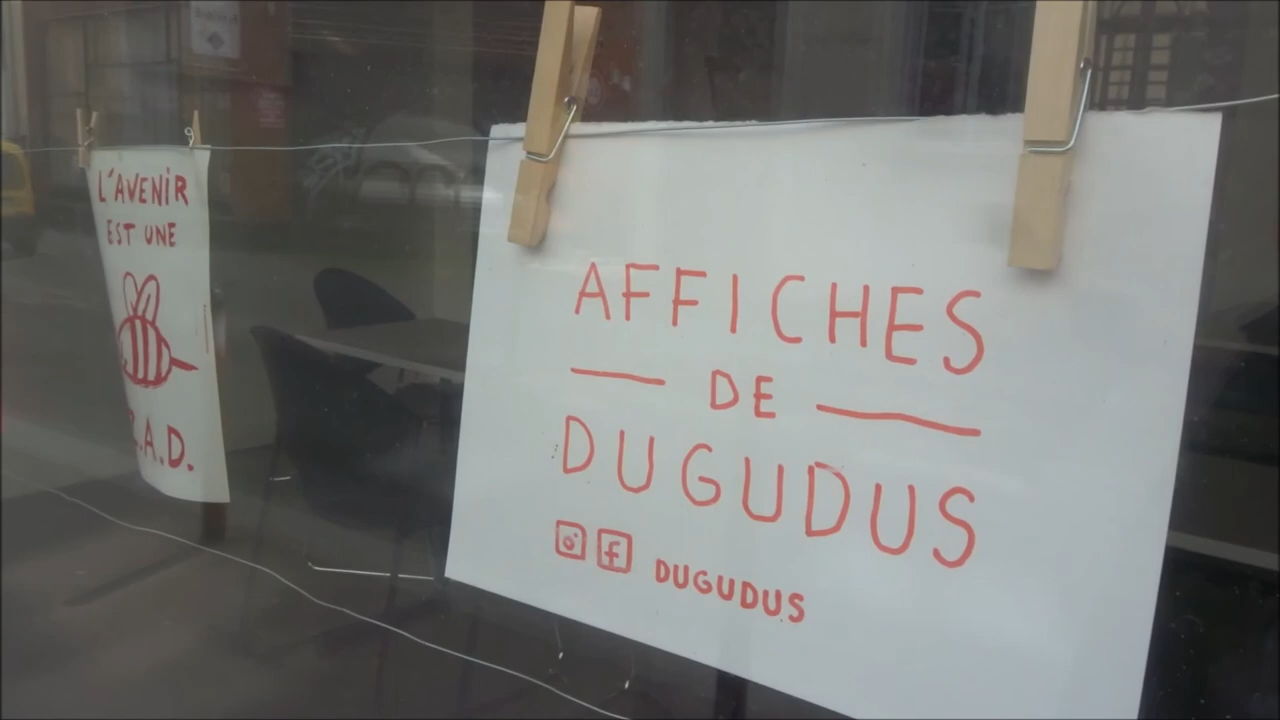 L'AVENIR
EST UNE
Z.A.D.
AFFICHES
DE
DUGUDUS
DUGUDUS